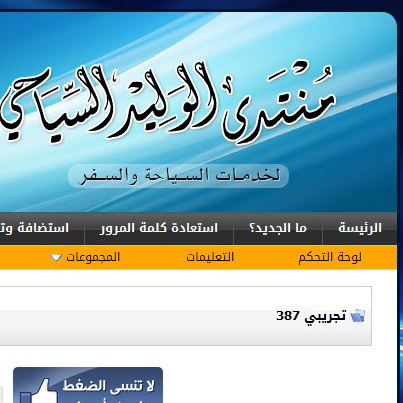 منتدى الوليد السياحي
لخدمات السياحة والسفر
الرئيسة ما الجديد؟ استعادة كلمة المرور استضافة
لوحة التحكم التعليمات المجموعات
تجريبي 387
لا تنسى الضغط